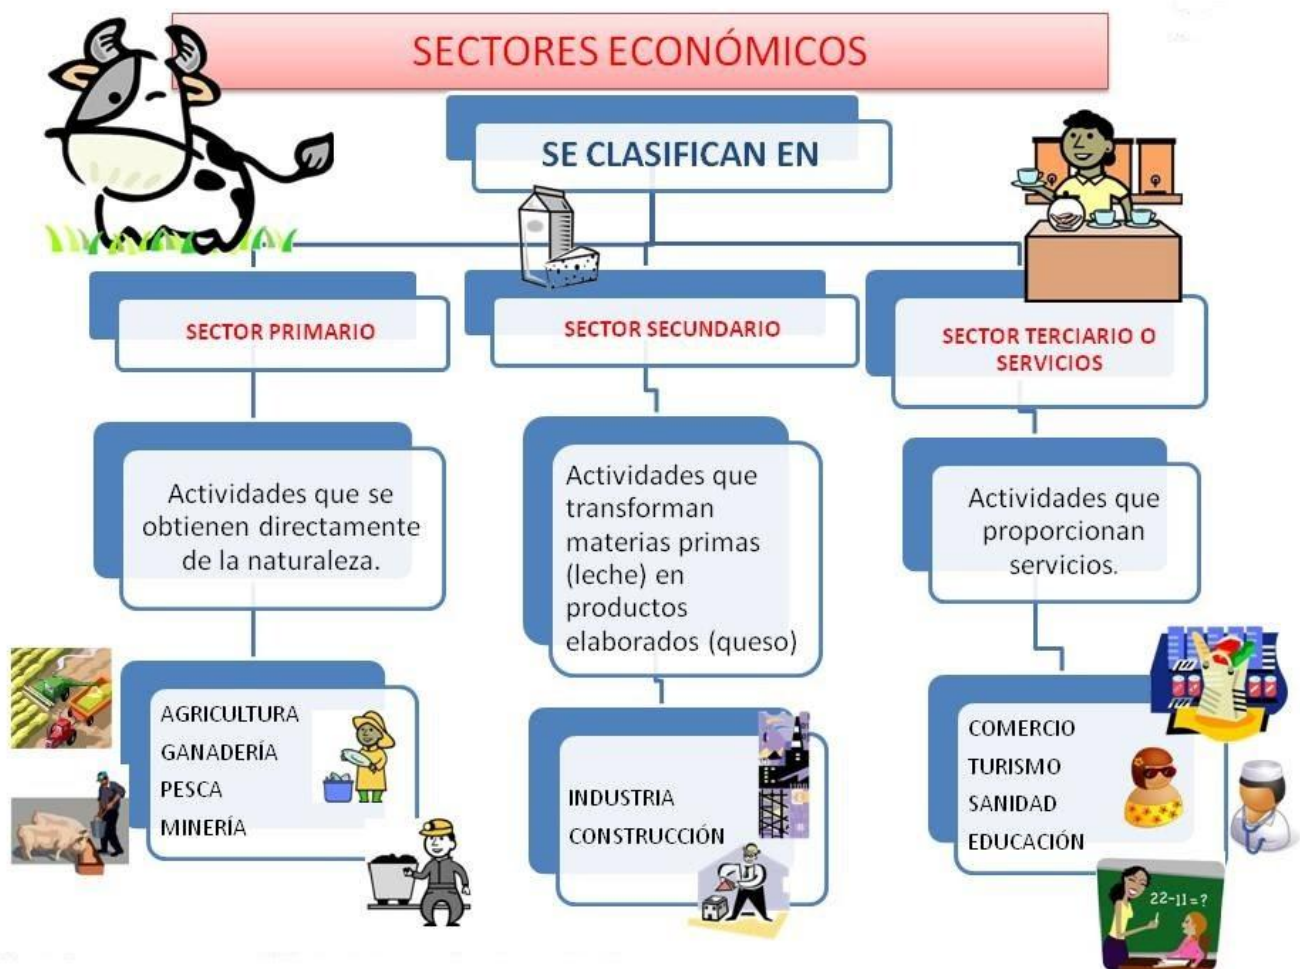 SECTORES ECONÓMICOS
SE CLASIFICAN EN
SECTOR PRIMARIO
Actividades que se
obtienen directamente
de la naturaleza.
AGRICULTURA
GANADERÍA
PESCA
MINERÍA
SECTOR SECUNDARIO
Actividades que
transforman
materias primas
(leche) en
productos
elaborados (queso)
INDUSTRIA
CONSTRUCCIÓN
SECTOR TERCIARIO O
SERVICIOS
Actividades que
proporcionan
servicios.
COMERCIO
TURISMO
SANIDAD
EDUCACIÓN
22-11=?